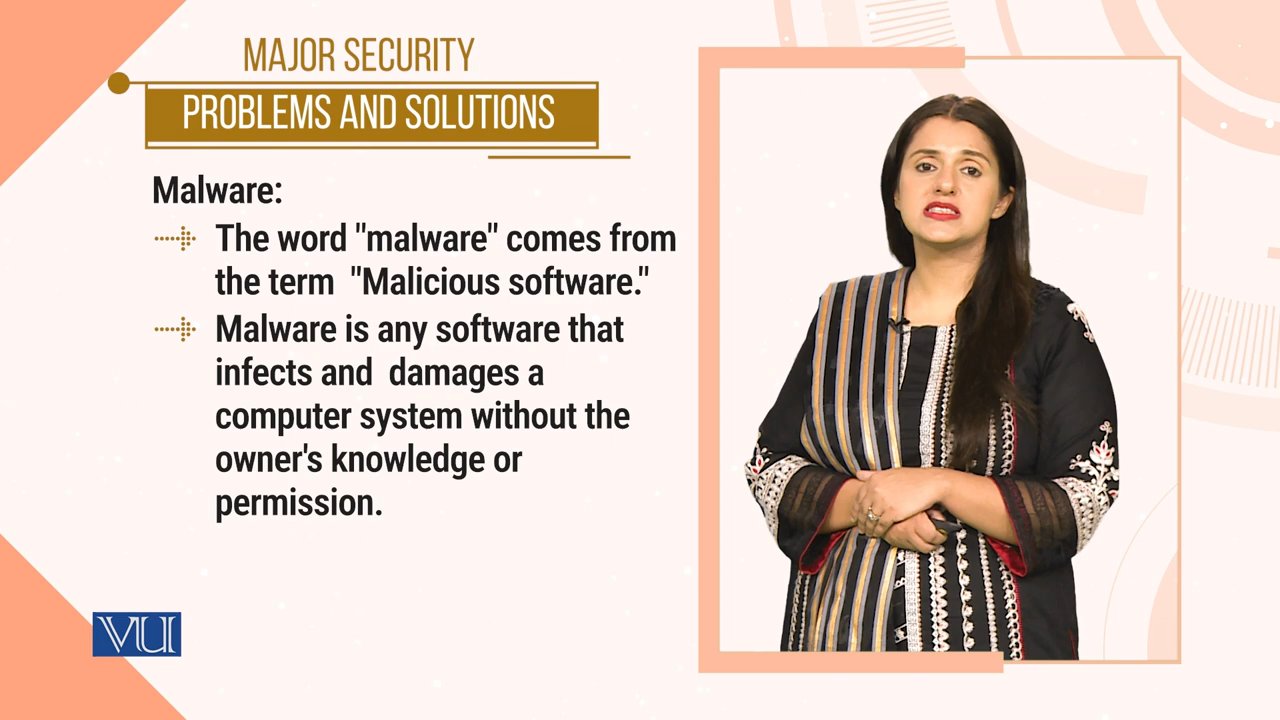 MAJOR SECURITY
PROBLEMS AND SOLUTIONS
Malware:
The word "malware" comes from
the term "Malicious software."
Malware is any software that
infects and damages a
computer system without the
owner's knowledge or
permission.
VU